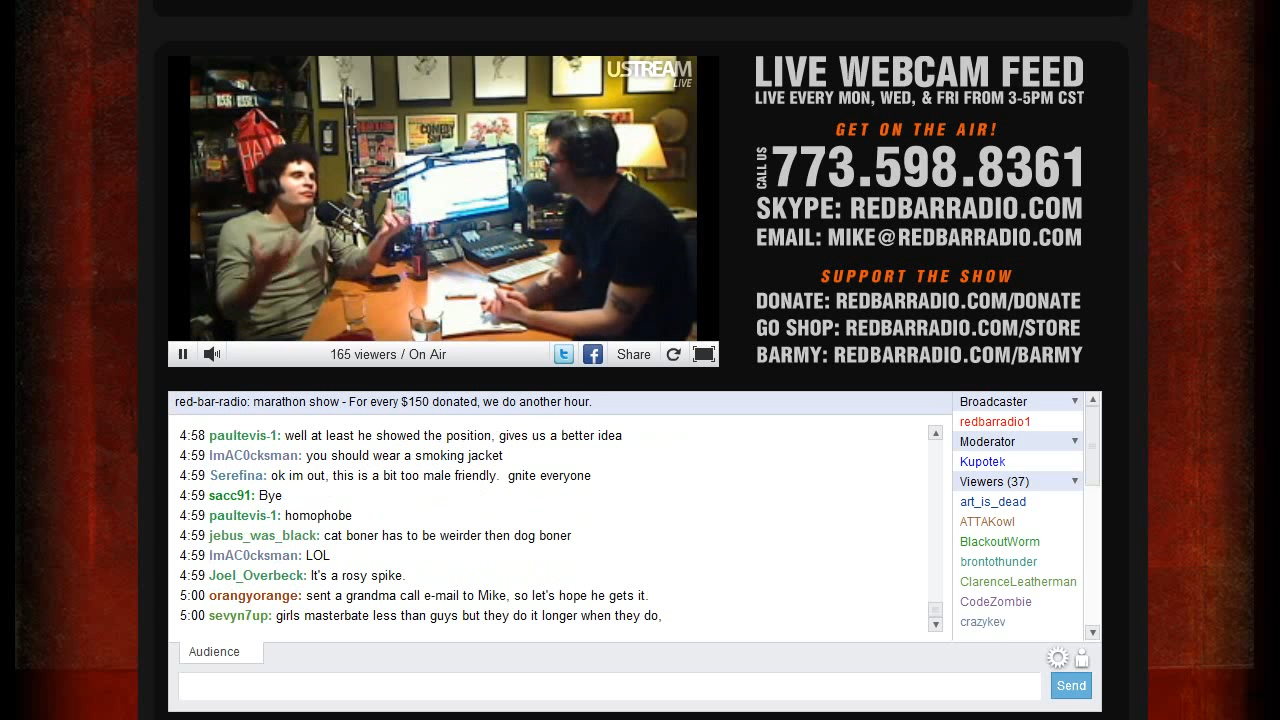 USTREAM
LIVE
HA
COMEDY
165 viewers / On Air
Share
LIVE WEBCAM FEED
LIVE EVERY MON, WED, & FRI FROM 3-5PM CST
GET ON THE AIR!
CALL US 773.598.8361
SKYPE: REDBARRADIO.COM
EMAIL: MIKE@REDBARRADIO.COM
SUPPORT THE SHOW
DONATE: REDBARRADIO.COM/DONATE
GO SHOP: REDBARRADIO.COM/STORE
BARMY: REDBARRADIO.COM/BARMY
red-bar-radio: marathon show - For every $150 donated, we do another hour.
4:58 paultevis-1: well at least he showed the position, gives us a better idea
4:59 ImAC0cksman: you should wear a smoking jacket
4:59 Serefina: ok im out, this is a bit too male friendly. gnite everyone
4:59 sacc91: Bye
4:59 paultevis-1: homophobe
4:59 jebus_was_black: cat boner has to be weirder then dog boner
4:59 ImAC0cksman: LOL
4:59 Joel_Overbeck: It's a rosy spike.
5:00 orangyorange: sent a grandma call e-mail to Mike, so let's hope he gets it.
5:00 sevyn7up: girls masterbate less than guys but they do it longer when they do,
Broadcaster
redbarradio1
Moderator
Kupotek
Viewers (37)
art_is_dead
ATTAKowl
BlackoutWorm
brontothunder
ClarenceLeatherman
CodeZombie
crazykev
Audience
Send